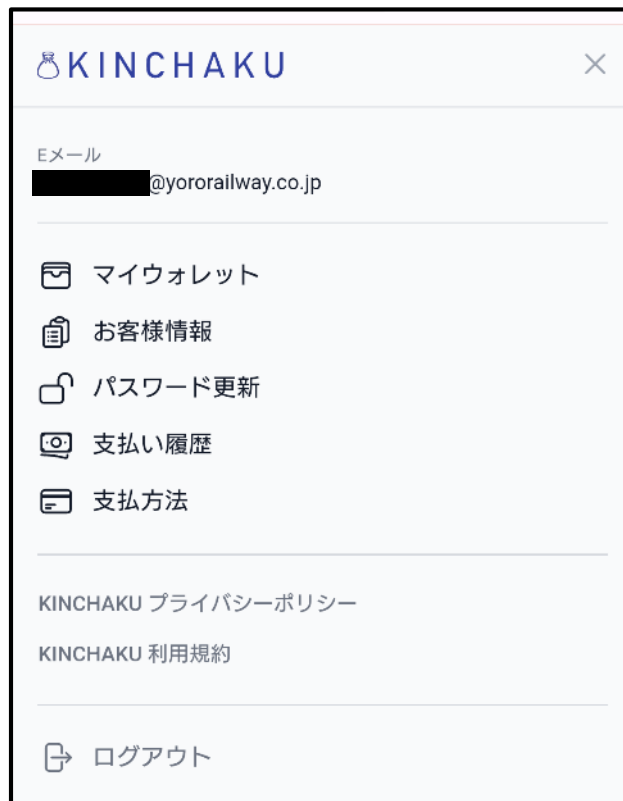 KINCHAKU
Eメール
@yororailway.co.jp
マイウォレット
お客様情報
パスワード更新
支払い履歴
支払方法
KINCHAKU プライバシーポリシー
KINCHAKU 利用規約
ログアウト